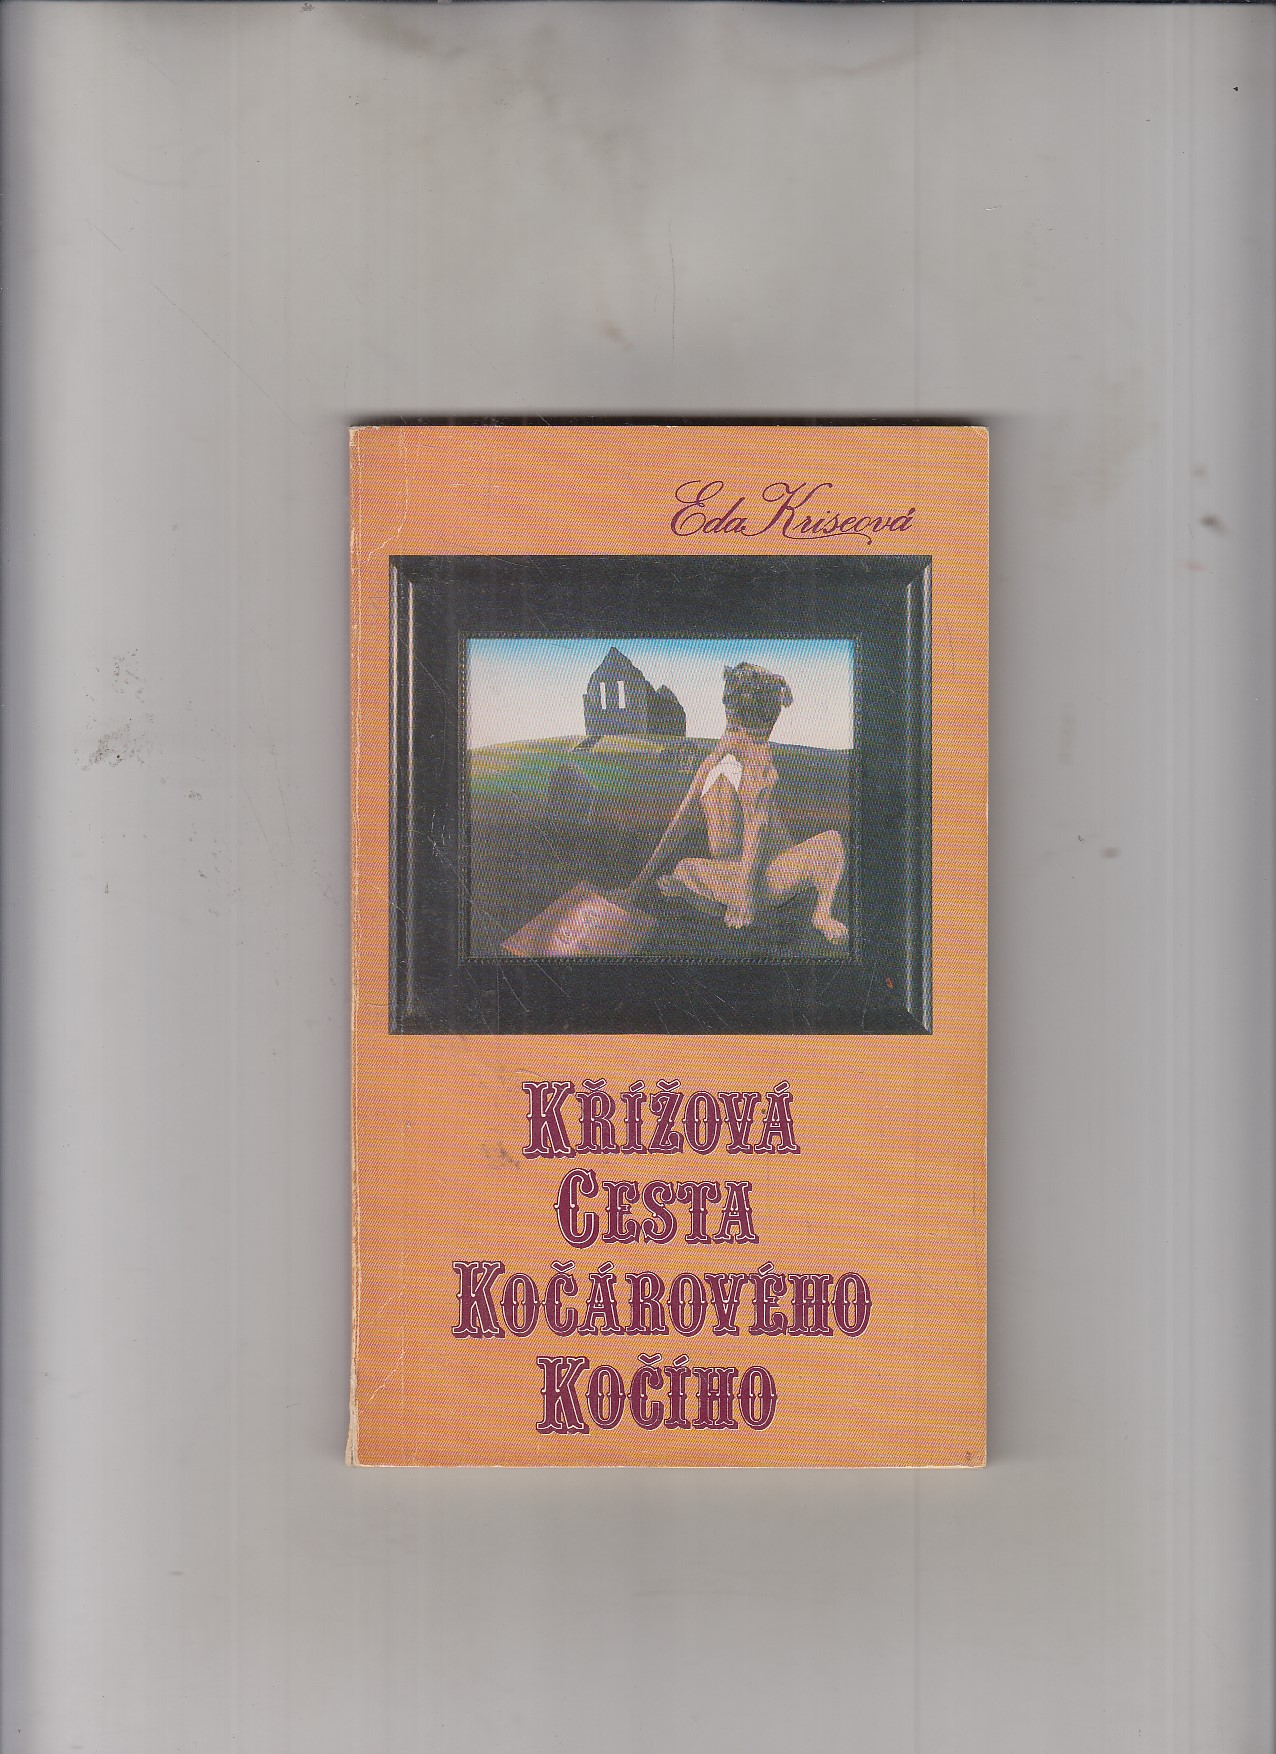 Eda Kriseová
KŘÍŽOVÁ
CESTA
KOČÁROVÉHO
KOČÍHO